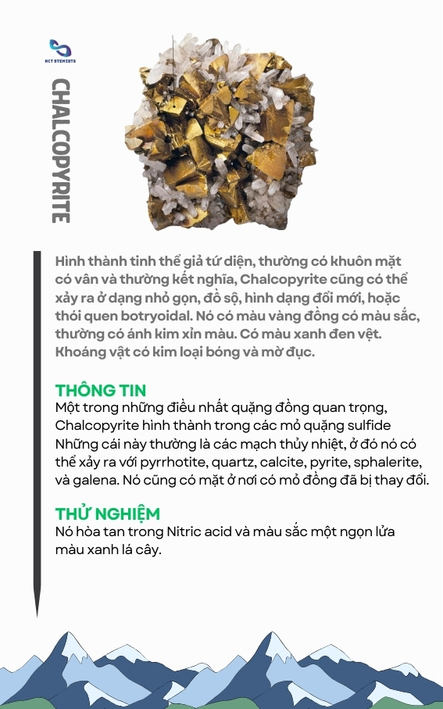 NCT STEMKITS
CHALCOPYRITE
Hình thành tinh thể giả tứ diện, thường có khuôn mặt
có vân và thường kết nghĩa, Chalcopyrite cũng có thể
xảy ra ở dạng nhỏ gọn, đồ sộ, hình dạng đổi mới, hoặc
thói quen botryoidal. Nó có màu vàng đồng có màu sắc,
thường có ánh kim xỉn màu. Có màu xanh đen vệt.
Khoáng vật có kim loại bóng và mờ đục.
THÔNG TIN
Một trong những điều nhất quặng đồng quan trọng,
Chalcopyrite hình thành trong các mỏ quặng sulfide
Những cái này thường là các mạch thủy nhiệt, ở đó nó có
thể xảy ra với pyrrhotite, quartz, calcite, pyrite, sphalerite,
và galena. Nó cũng có mặt ở nơi có mỏ đồng đã bị thay đổi.
THỬ NGHIỆM
Nó hòa tan trong Nitric acid và màu sắc một ngọn lửa
màu xanh lá cây.